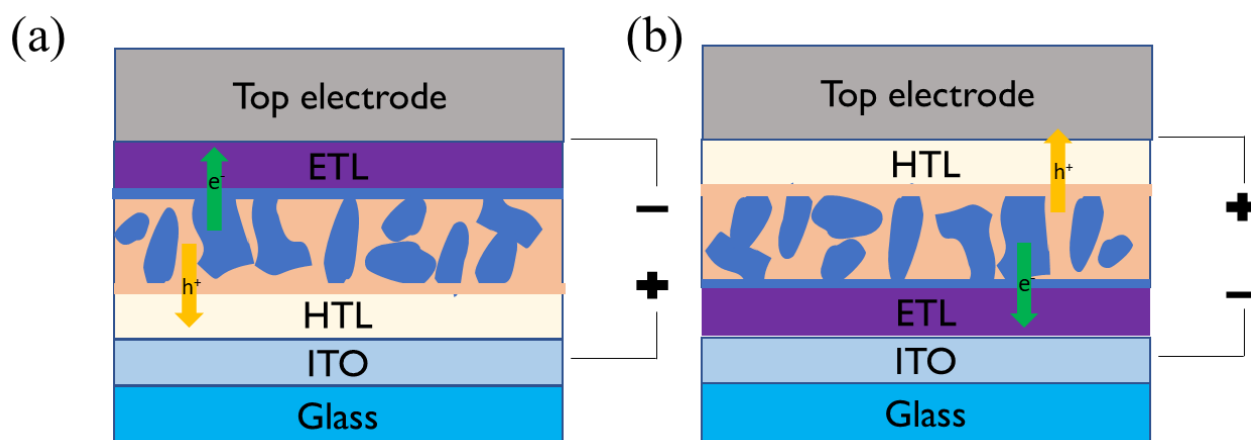 (a)
Top electrode
ETL
e⁻
h⁺
HTL
ITO
Glass
−
+
(b)
Top electrode
HTL
h⁺
e⁻
ETL
ITO
Glass
+
−